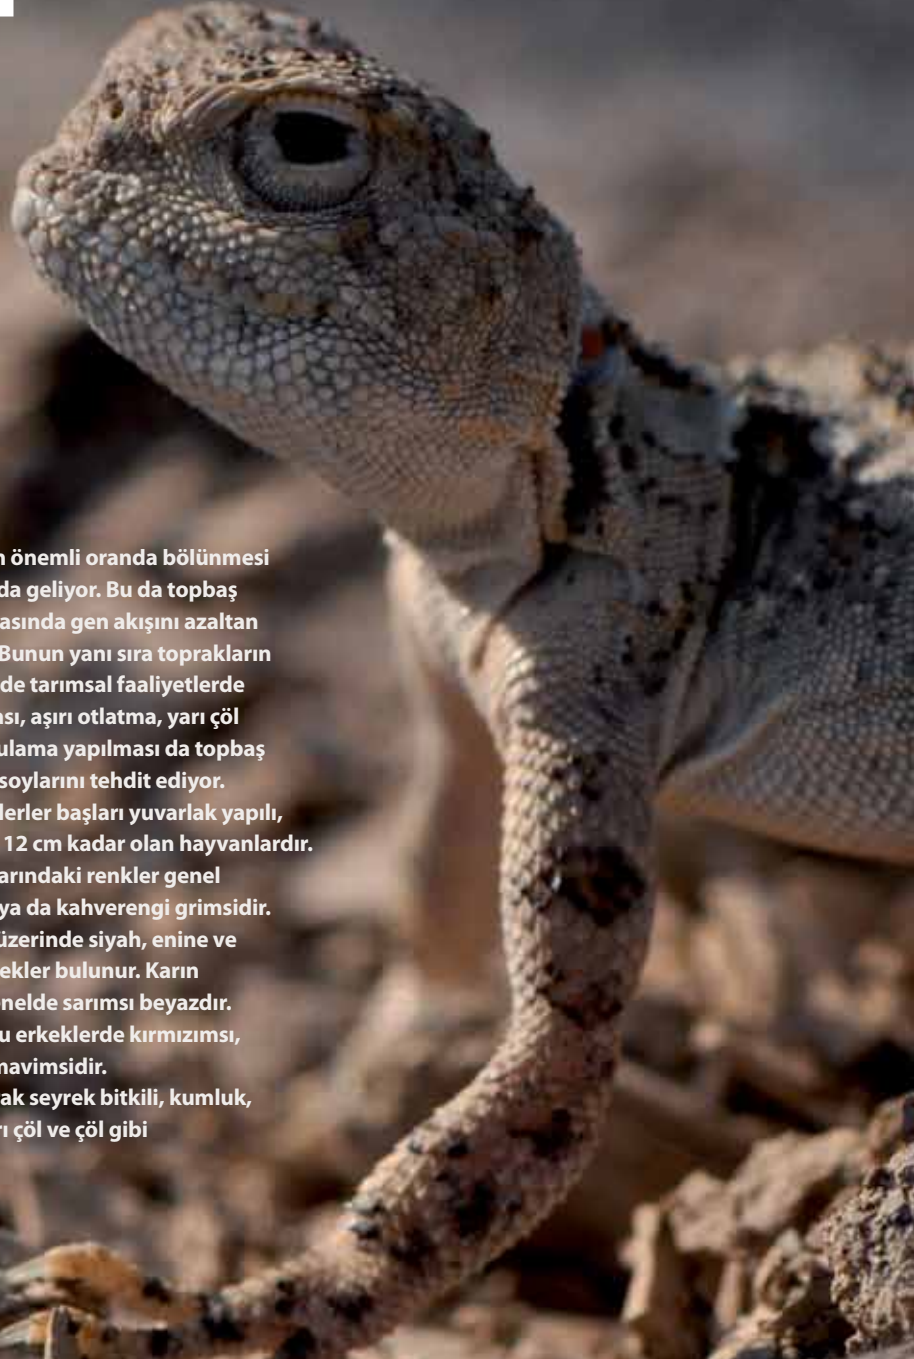 n önemli oranda bölünmesi
da geliyor. Bu da topbaş
asında gen akışını azaltan
Bunun yanı sıra toprakların
de tarımsal faaliyetlerde
ası, aşırı otlatma, yarı çöl
ulama yapılması da topbaş
soylarını tehdit ediyor.
lerler başları yuvarlak yapılı,
12 cm kadar olan hayvanlardır.
arındaki renkler genel
ya da kahverengi grimsidir.
üzerinde siyah, enine ve
ekler bulunur. Karın
enelde sarımsı beyazdır.
u erkeklerde kırmızımsı,
mavimsidir.
ak seyrek bitkili, kumluk,
rı çöl ve çöl gibi